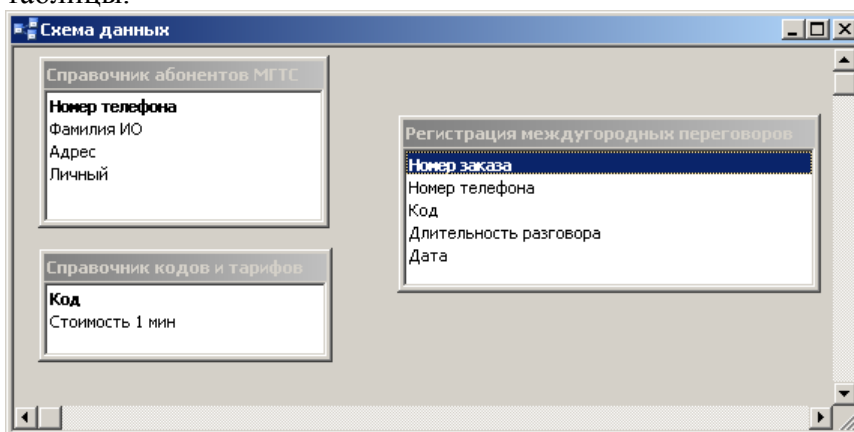 таблицы.
Схема данных
Справочник абонентов МГТС
Номер телефона
Фамилия ИО
Адрес
Личный
Регистрация междугородных переговоров
Номер заказа
Номер телефона
Код
Длительность разговора
Дата
Справочник кодов и тарифов
Код
Стоимость 1 мин